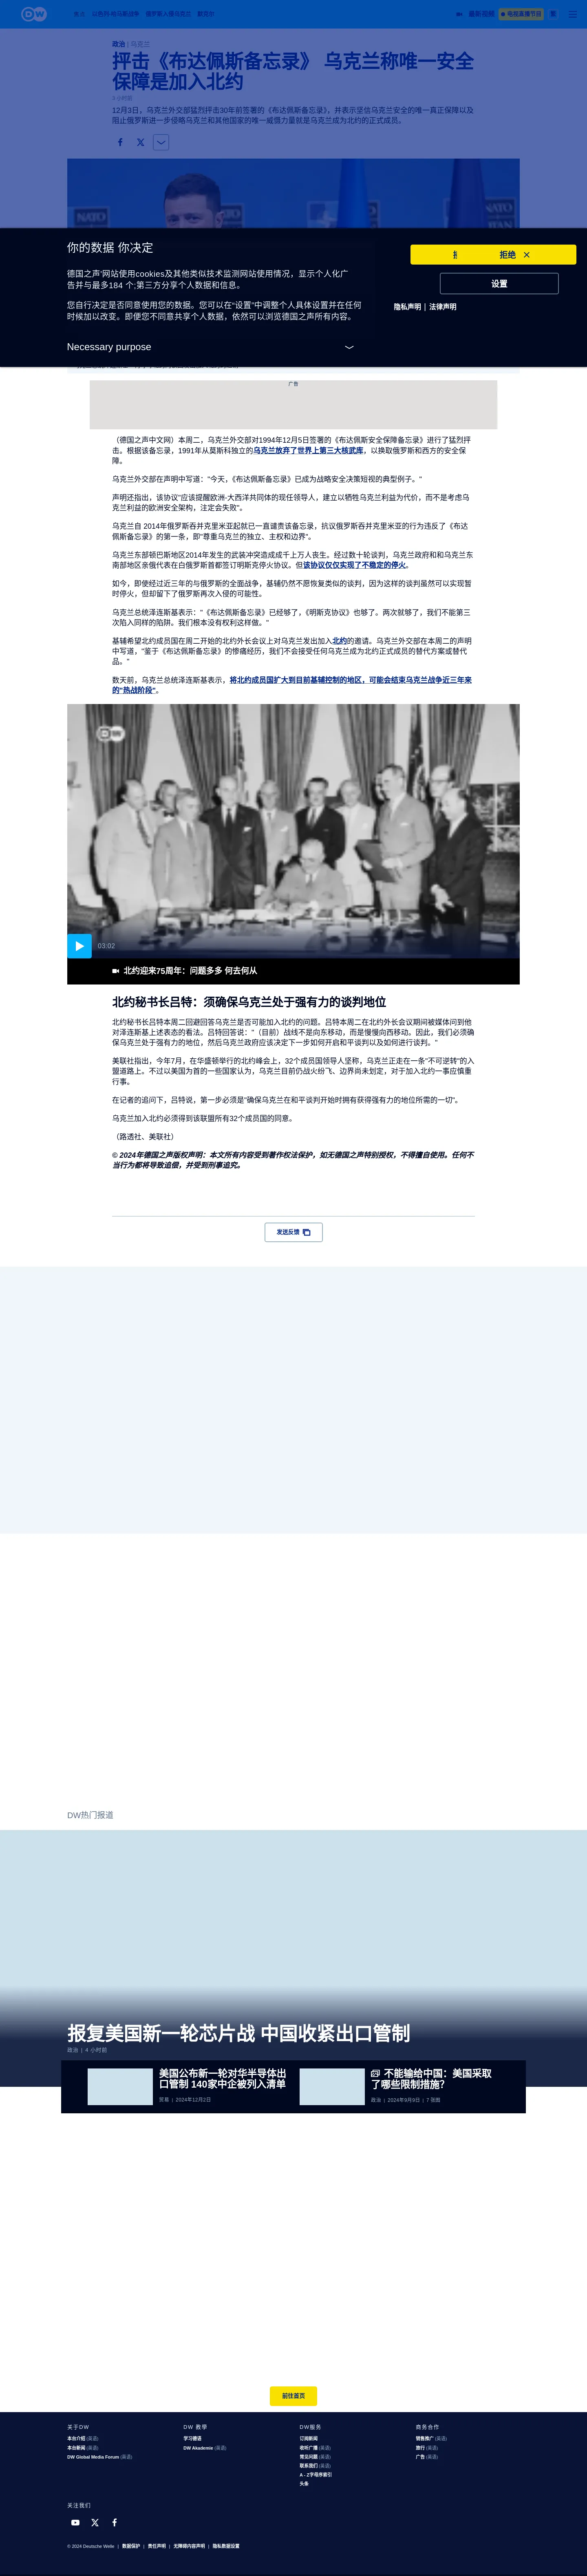 DW
最新视频
电视直播节目
繁
政治 | 乌克兰
抨击《布达佩斯备忘录》 乌克兰称唯一安全
保障是加入北约
12月3日，乌克兰外交部猛烈抨击30年前签署的《布达佩斯备忘录》，并表示坚信乌克兰安全的唯一真正保障以及
阻止俄罗斯进一步侵略乌克兰和其他国家的唯一威慑力量就是乌克兰成为北约的正式成员。
NATO
OTAN
你的数据 你决定
德国之声'网站使用cookies及其他类似技术监测网站使用情况，显示个人化广
告并与最多184 个;第三方分享个人数据和信息。
您自行决定是否同意使用您的数据。您可以在"设置"中调整个人具体设置并在任何
时候加以改变。即使您不同意共享个人数据，依然可以浏览德国之声所有内容。
Necessary purpose
拒绝
设置
隐私声明 | 法律声明
广告
（德国之声中文网）本周二，乌克兰外交部对1994年12月5日签署的《布达佩斯安全保障备忘录》进行了猛烈抨
击。根据该备忘录，1991年从莫斯科独立的乌克兰放弃了世界上第三大核武库，以换取俄罗斯和西方的安全保
障。
乌克兰外交部在声明中写道："今天，《布达佩斯备忘录》已成为战略安全决策短视的典型例子。"
声明还指出，该协议"应该提醒欧洲-大西洋共同体的现任领导人，建立以牺牲乌克兰利益为代价，而不是考虑乌
克兰利益的欧洲安全架构，注定会失败"。
乌克兰自 2014年俄罗斯吞并克里米亚起就已一直谴责该备忘录，抗议俄罗斯吞并克里米亚的行为违反了《布达
佩斯备忘录》的第一条，即"尊重乌克兰的独立、主权和边界"。
乌克兰东部顿巴斯地区2014年发生的武装冲突造成成千上万人丧生。经过数十轮谈判，乌克兰政府和和乌克兰东
南部地区亲俄代表在白俄罗斯首都签订明斯克停火协议。但该协议仅仅实现了不稳定的停火。
如今，即使经过近三年的与俄罗斯的全面战争，基辅仍然不愿恢复类似的谈判，因为这样的谈判虽然可以实现暂
时停火，但却留下了俄罗斯再次入侵的可能性。
乌克兰总统泽连斯基表示："《布达佩斯备忘录》已经够了，《明斯克协议》也够了。两次就够了，我们不能第三
次陷入同样的陷阱。我们根本没有权利这样做。"
基辅希望北约成员国在周二开始的北约外长会议上对乌克兰发出加入北约的邀请。乌克兰外交部在本周二的声明
中写道，"鉴于《布达佩斯备忘录》的惨痛经历，我们不会接受任何乌克兰成为北约正式成员的替代方案或替代
品。"
数天前，乌克兰总统泽连斯基表示，将北约成员国扩大到目前基辅控制的地区，可能会结束乌克兰战争近三年来
的"热战阶段"。
DW
03:02
北约迎来75周年：问题多多 何去何从
北约秘书长吕特：须确保乌克兰处于强有力的谈判地位
北约秘书长吕特本周二回避回答乌克兰是否可能加入北约的问题。吕特本周二在北约外长会议期间被媒体问到他
对泽连斯基上述表态的看法。吕特回答说："（目前）战线不是向东移动，而是慢慢向西移动。因此，我们必须确
保乌克兰处于强有力的地位，然后乌克兰政府应该决定下一步如何开启和平谈判以及如何进行谈判。"
美联社指出，今年7月，在华盛顿举行的北约峰会上，32个成员国领导人坚称，乌克兰正走在一条"不可逆转"的入
盟道路上。不过以美国为首的一些国家认为，乌克兰目前仍战火纷飞、边界尚未划定，对于加入北约一事应慎重
行事。
在记者的追问下，吕特说，第一步必须是"确保乌克兰在和平谈判开始时拥有获得强有力的地位所需的一切"。
乌克兰加入北约必须得到该联盟所有32个成员国的同意。
（路透社、美联社）
© 2024年德国之声版权声明：本文所有内容受到著作权法保护，如无德国之声特别授权，不得擅自使用。任何不
当行为都将导致追偿，并受到刑事追究。
发送反馈
DW热门报道
报复美国新一轮芯片战 中国收紧出口管制
政治 | 4 小时前
美国公布新一轮对华半导体出
口管制 140家中企被列入清单
贸易 | 2024年12月2日
不能输给中国：美国采取
了哪些限制措施?
政治 | 2024年9月9日 | 7 张图
前往首页
关于DW
本台介绍 (英语)
本台新闻 (英语)
DW Global Media Forum (英语)
DW 教學
学习德语
DW Akademie (英语)
DW服务
订阅新闻
收听广播 (英语)
常见问题 (英语)
联系我们 (英语)
A - Z字母序索引
头条
商务合作
销售推广 (英语)
旅行 (英语)
广告 (英语)
关注我们
© 2024 Deutsche Welle | 数据保护 | 责任声明 | 无障碍内容声明 | 隐私数据设置